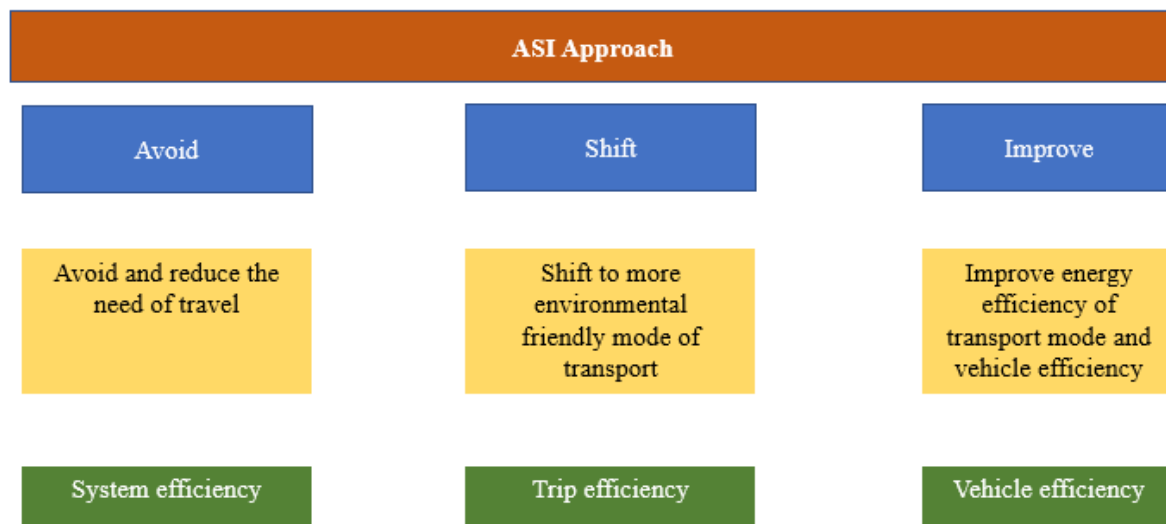 ASI Approach
Avoid
Shift
Improve
Avoid and reduce the
need of travel
Shift to more
environmental
friendly mode of
transport
Improve energy
efficiency of
transport mode and
vehicle efficiency
System efficiency
Trip efficiency
Vehicle efficiency